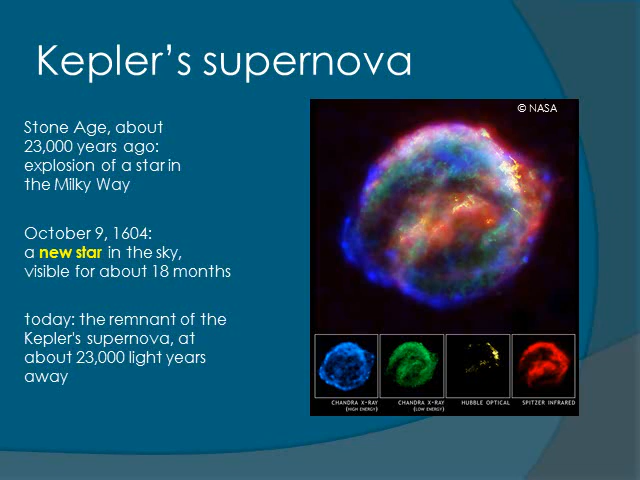 Kepler's supernova
Stone Age, about
23,000 years ago:
explosion of a star in
the Milky Way
October 9, 1604:
a new star in the sky,
visible for about 18 months
today: the remnant of the
Kepler's supernova, at
about 23,000 light years
away
© NASA
CHANDRA X-RAY
(HIGH ENERGY)
CHANDRA X-RAY
(LOW ENERGY)
HUBBLE OPTICAL
SPITZER INFRARED